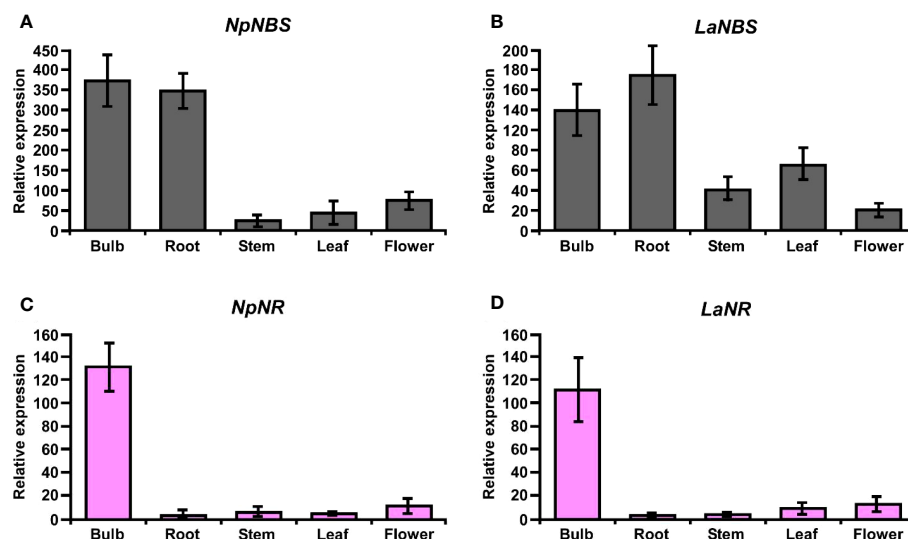 A
NpNBS
Relative expression
450
400
350
300
250
200
150
100
50
0
Bulb Root Stem Leaf Flower
B
LaNBS
Relative expression
200
180
160
140
120
80
60
40
20
0
Bulb Root Stem Leaf Flower
C
NpNR
Relative expression
160
140
120
100
80
60
40
20
0
Bulb Root Stem Leaf Flower
D
LaNR
Relative expression
160
140
120
100
80
60
40
20
0
Bulb Root Stem Leaf Flower